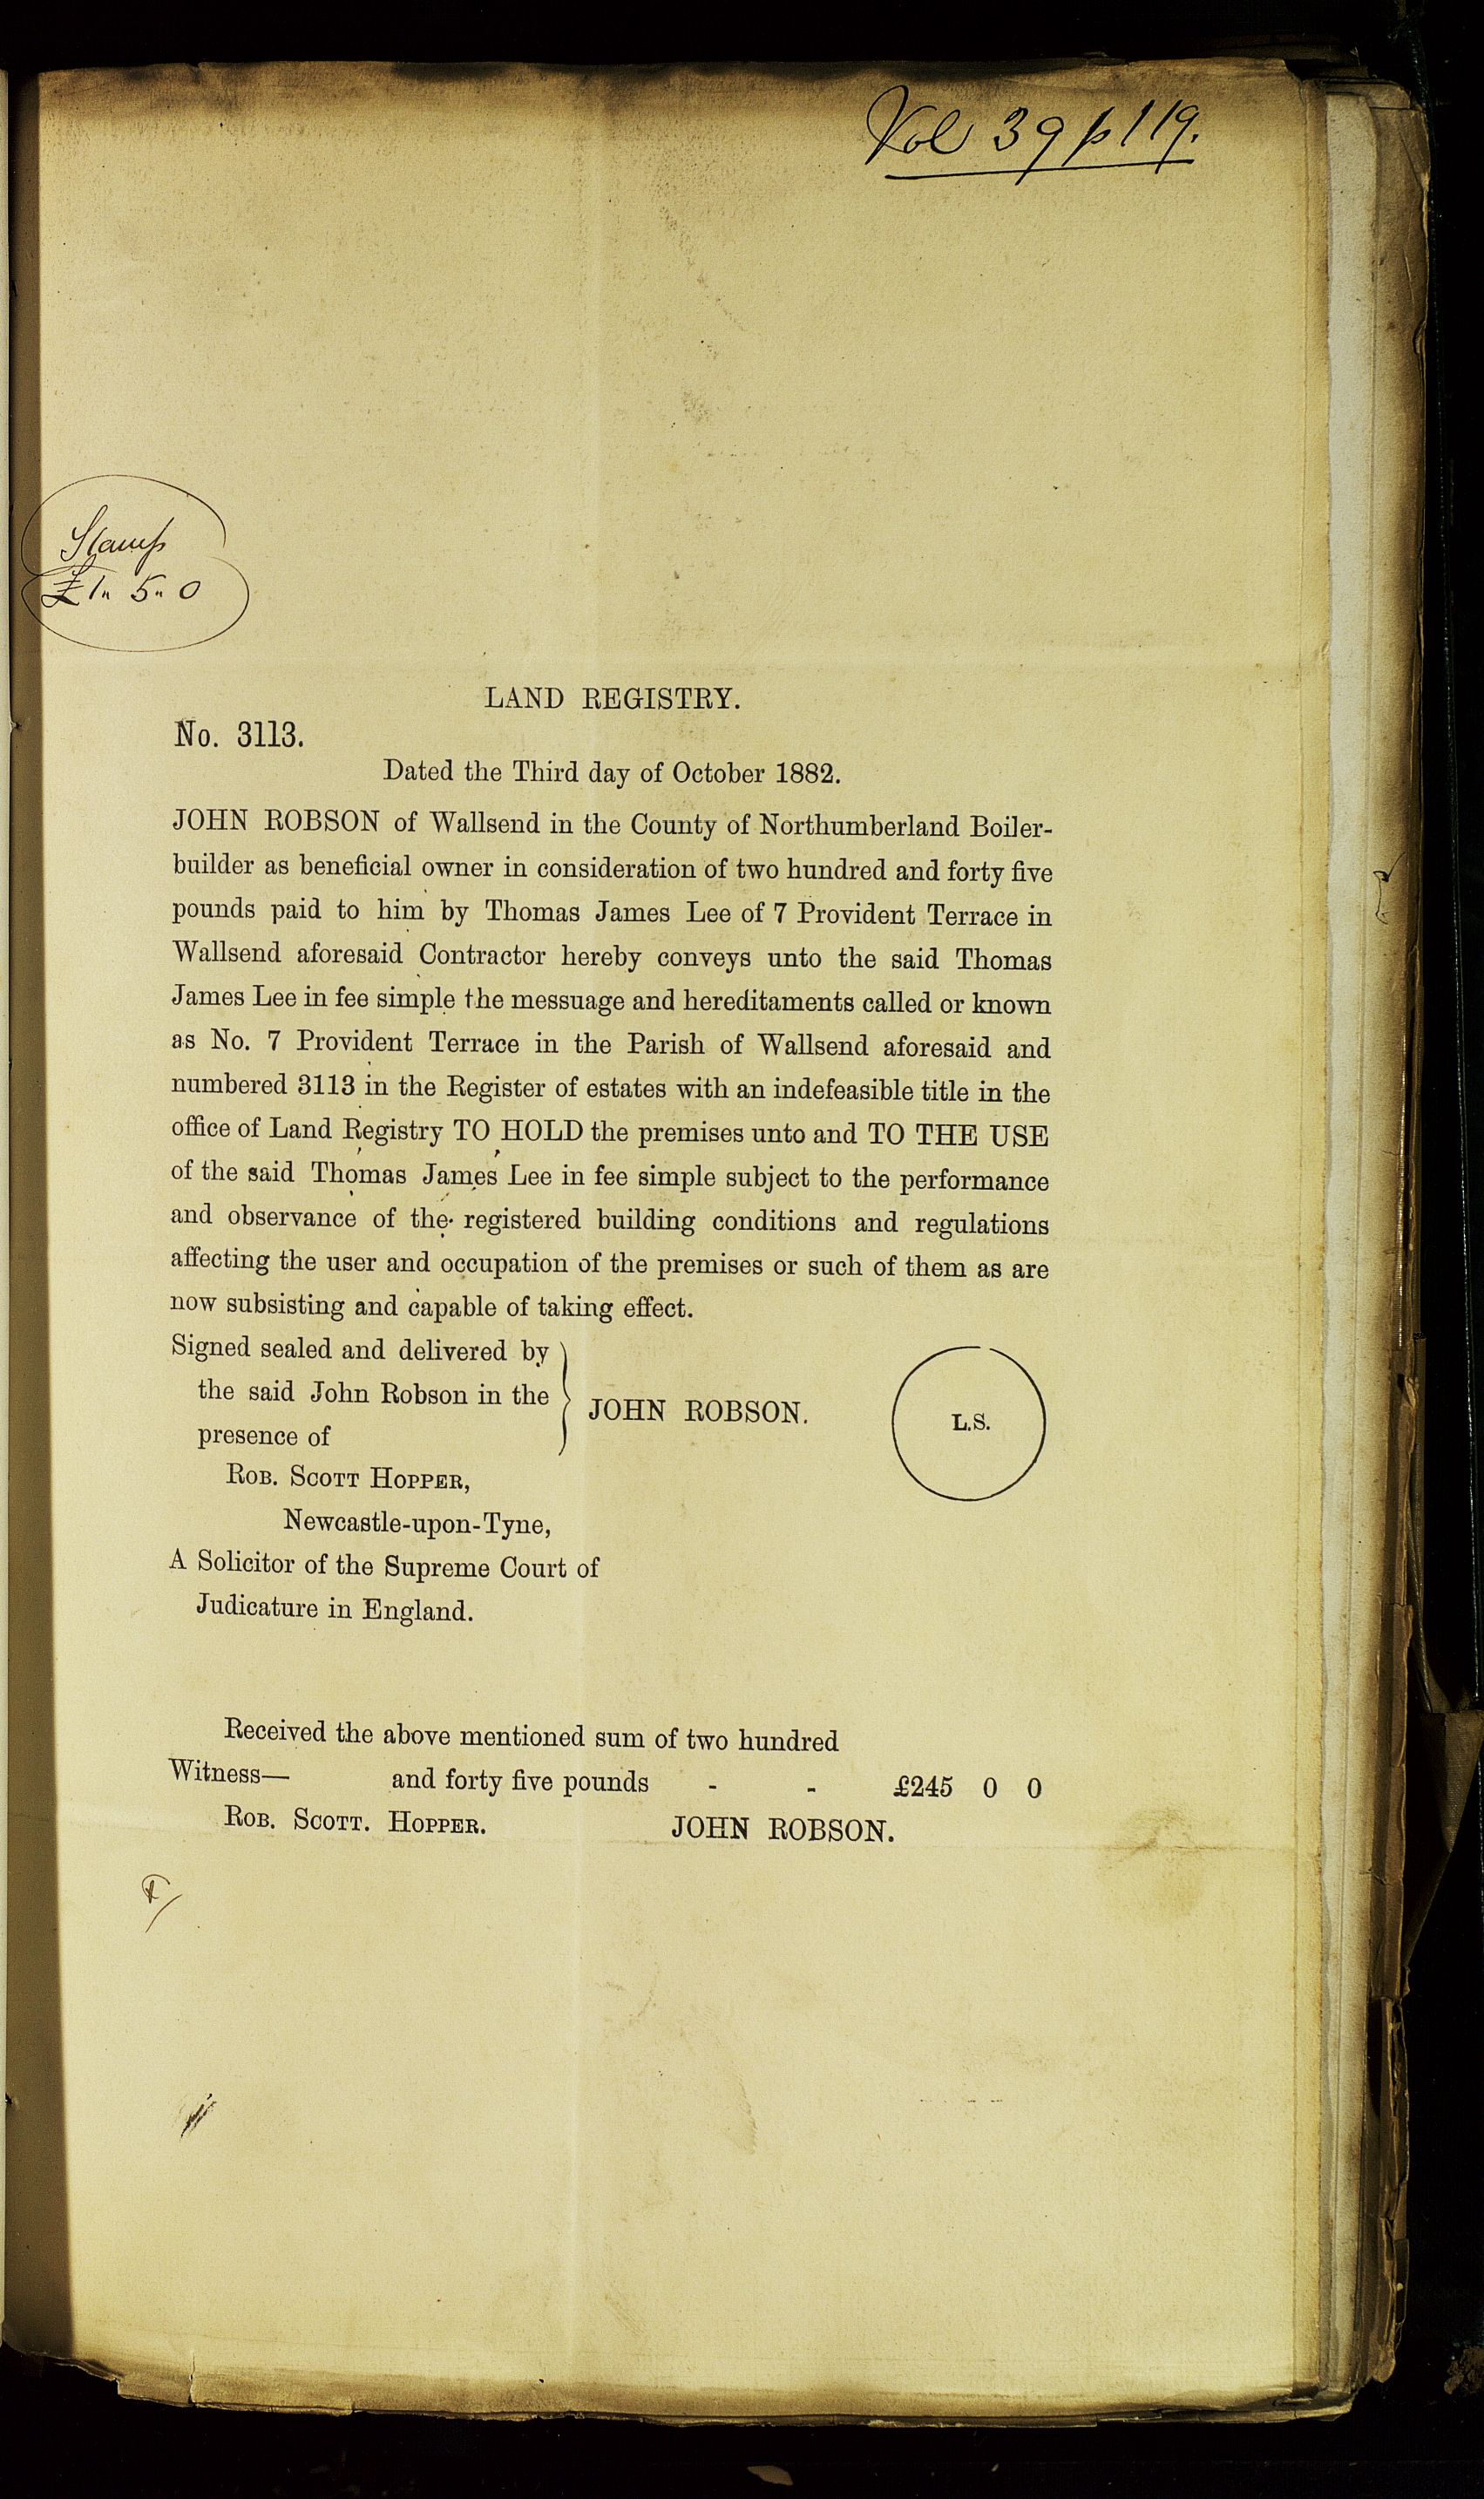 Vol 39 p 119.
Stamp
£1" 5" 0
LAND REGISTRY.
No. 3113.
Dated the Third day of October 1882.
JOHN ROBSON of Wallsend in the County of Northumberland Boiler-
builder as beneficial owner in consideration of two hundred and forty five
pounds paid to him by Thomas James Lee of 7 Provident Terrace in
Wallsend aforesaid Contractor hereby conveys unto the said Thomas
James Lee in fee simple the messuage and hereditaments called or known
as No. 7 Provident Terrace in the Parish of Wallsend aforesaid and
numbered 3113 in the Register of estates with an indefeasible title in the
office of Land Registry TO HOLD the premises unto and TO THE USE
of the said Thomas James Lee in fee simple subject to the performance
and observance of the registered building conditions and regulations
affecting the user and occupation of the premises or such of them as are
now subsisting and capable of taking effect.
Signed sealed and delivered by
the said John Robson in the
presence of
JOHN ROBSON.
L.S.
ROB. SCOTT HOPPER,
Newcastle-upon-Tyne,
A Solicitor of the Supreme Court of
Judicature in England.
Received the above mentioned sum of two hundred
Witness— and forty five pounds - - £245 0 0
ROB. SCOTT. HOPPER. JOHN ROBSON.